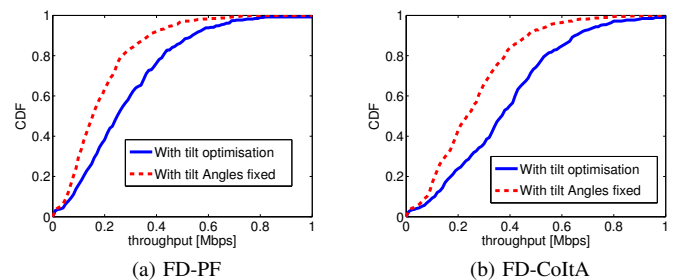 1
0.8
0.6
0.4
0.2
0
CDF
With tilt optimisation
With tilt Angles fixed
0 0.2 0.4 0.6 0.8 1
throughput [Mbps]
(a) FD-PF
1
0.8
0.6
0.4
0.2
0
CDF
With tilt optimisation
With tilt Angles fixed
0 0.2 0.4 0.6 0.8 1
throughput [Mbps]
(b) FD-CoItA